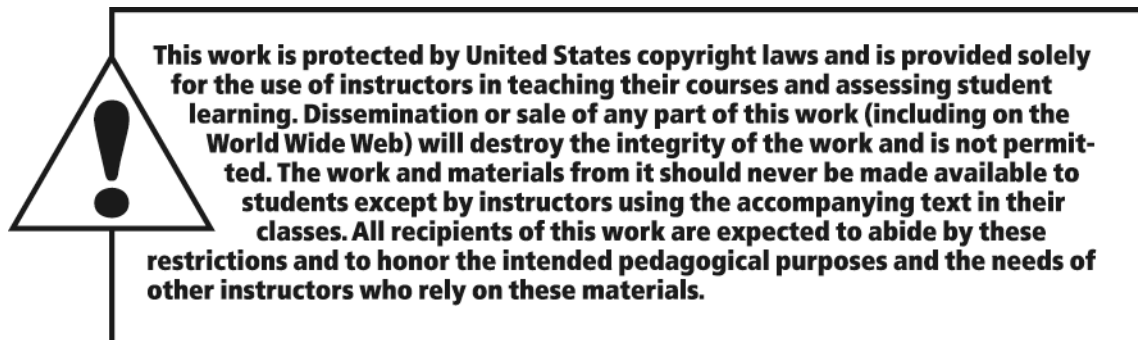 This work is protected by United States copyright laws and is provided solely
for the use of instructors in teaching their courses and assessing student
learning. Dissemination or sale of any part of this work (including on the
World Wide Web) will destroy the integrity of the work and is not permit-
ted. The work and materials from it should never be made available to
students except by instructors using the accompanying text in their
classes. All recipients of this work are expected to abide by these
restrictions and to honor the intended pedagogical purposes and the needs of
other instructors who rely on these materials.